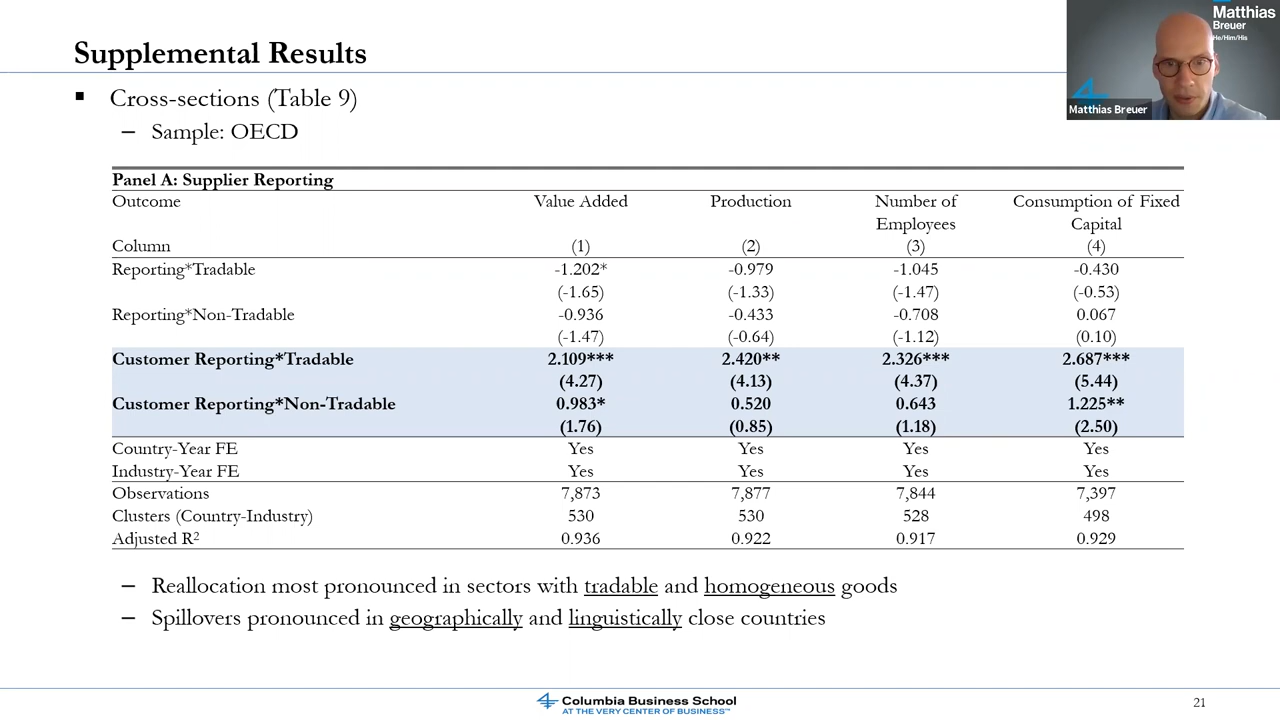 Supplemental Results
Matthias
Breuer
He/Him/His
Matthias Breuer
▪ Cross-sections (Table 9)
– Sample: OECD
Panel A: Supplier Reporting
Outcome Value Added Production Number of Employees Consumption of Fixed Capital
Column (1) (2) (3) (4)
Reporting*Tradable -1.202* -0.979 -1.045 -0.430
(-1.65) (-1.33) (-1.47) (-0.53)
Reporting*Non-Tradable -0.936 -0.433 -0.708 0.067
(-1.47) (-0.64) (-1.12) (0.10)
Customer Reporting*Tradable 2.109*** 2.420** 2.326*** 2.687***
(4.27) (4.13) (4.37) (5.44)
Customer Reporting*Non-Tradable 0.983* 0.520 0.643 1.225**
(1.76) (0.85) (1.18) (2.50)
Country-Year FE Yes Yes Yes Yes
Industry-Year FE Yes Yes Yes Yes
Observations 7,873 7,877 7,844 7,397
Clusters (Country-Industry) 530 530 528 498
Adjusted R² 0.936 0.922 0.917 0.929
– Reallocation most pronounced in sectors with tradable and homogeneous goods
– Spillovers pronounced in geographically and linguistically close countries
Columbia Business School
AT THE VERY CENTER OF BUSINESS™
21